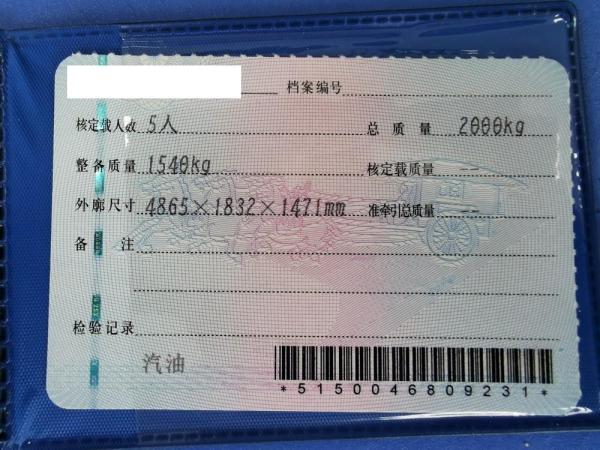 档案编号
核定载人数 5人 总质量 2000kg
整备质量 1540kg 核定载质量 --
外廓尺寸 4865×1832×1471mm 准牵引总质量 --
备注
检验记录
汽油
*5150046809231*